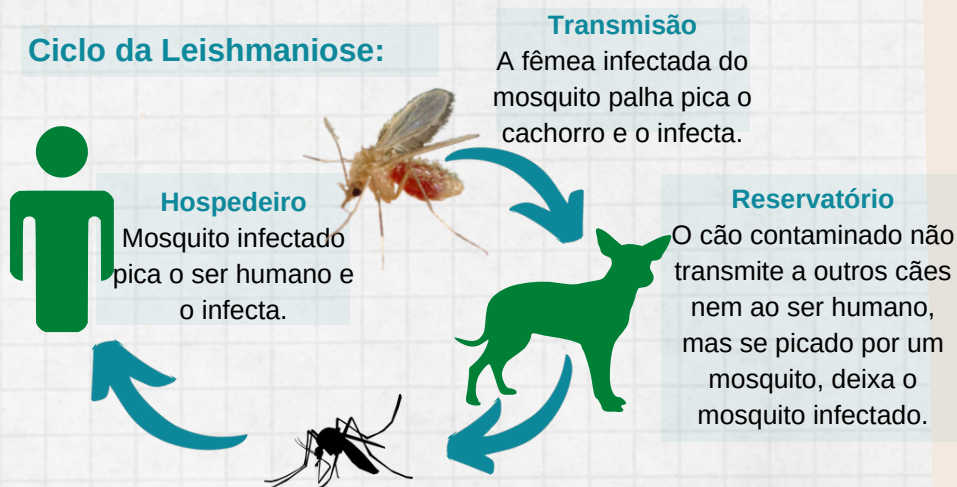 Ciclo da Leishmaniose:
Transmisão
A fêmea infectada do
mosquito palha pica o
cachorro e o infecta.
Reservatório
O cão contaminado não
transmite a outros cães
nem ao ser humano,
mas se picado por um
mosquito, deixa o
mosquito infectado.
Hospedeiro
Mosquito infectado
pica o ser humano e
o infecta.